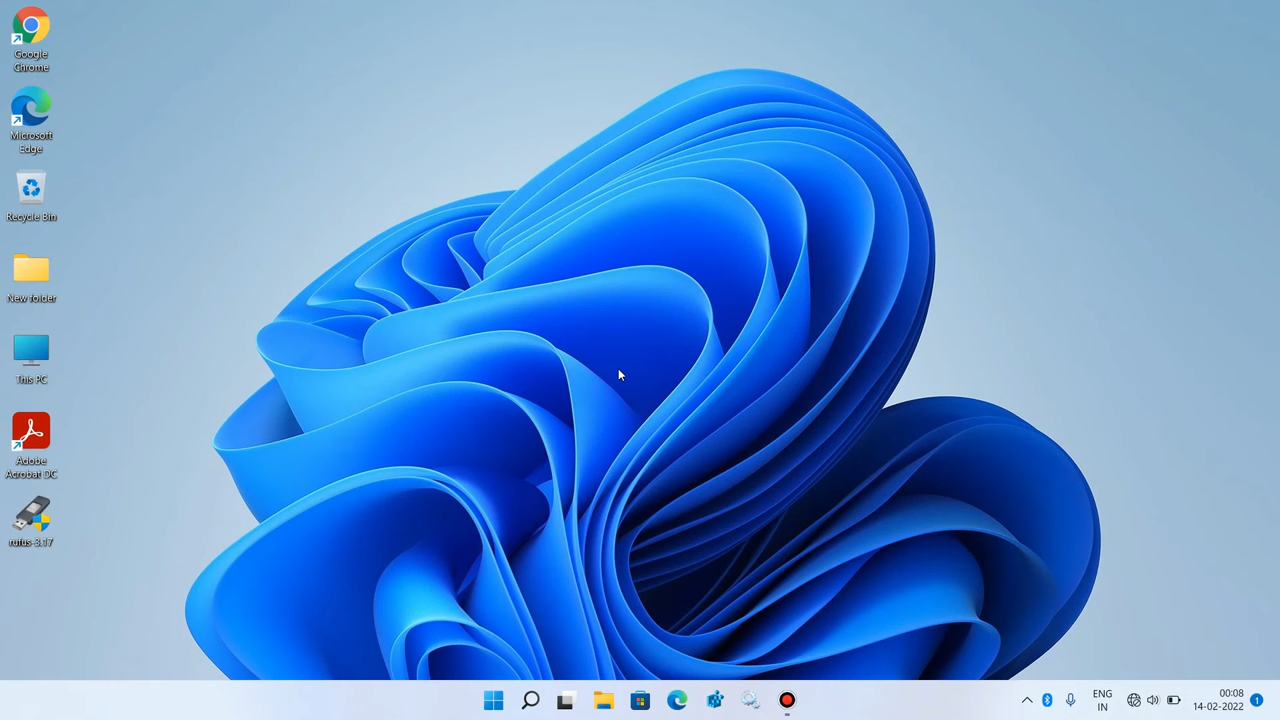 Google
Chrome
Microsoft
Edge
Recycle Bin
New folder
This PC
Adobe
Acrobat DC
rufus-3.17
ENG
IN
00:08
14-02-2022
1